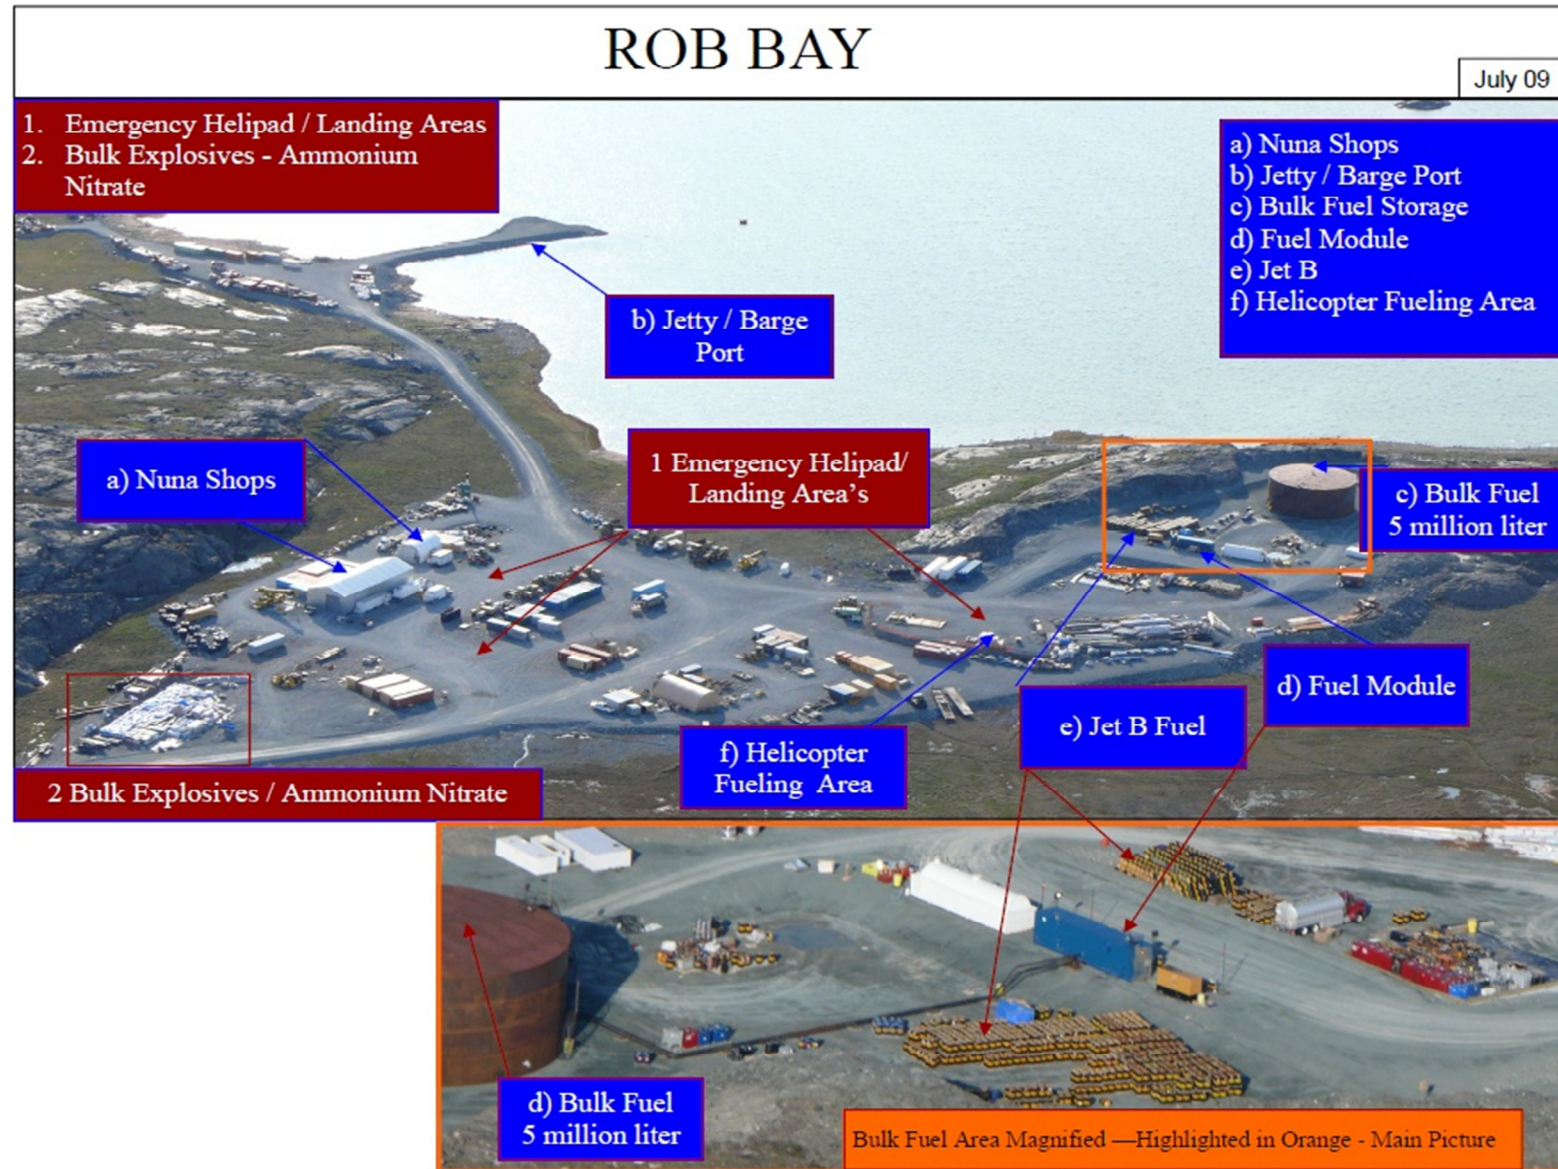 ROB BAY
July 09
1. Emergency Helipad / Landing Areas
2. Bulk Explosives - Ammonium
Nitrate
a) Nuna Shops
b) Jetty / Barge Port
c) Bulk Fuel Storage
d) Fuel Module
e) Jet B
f) Helicopter Fueling Area
b) Jetty / Barge
Port
a) Nuna Shops
1 Emergency Helipad/
Landing Area’s
c) Bulk Fuel
5 million liter
d) Fuel Module
e) Jet B Fuel
f) Helicopter
Fueling Area
2 Bulk Explosives / Ammonium Nitrate
d) Bulk Fuel
5 million liter
Bulk Fuel Area Magnified —Highlighted in Orange - Main Picture